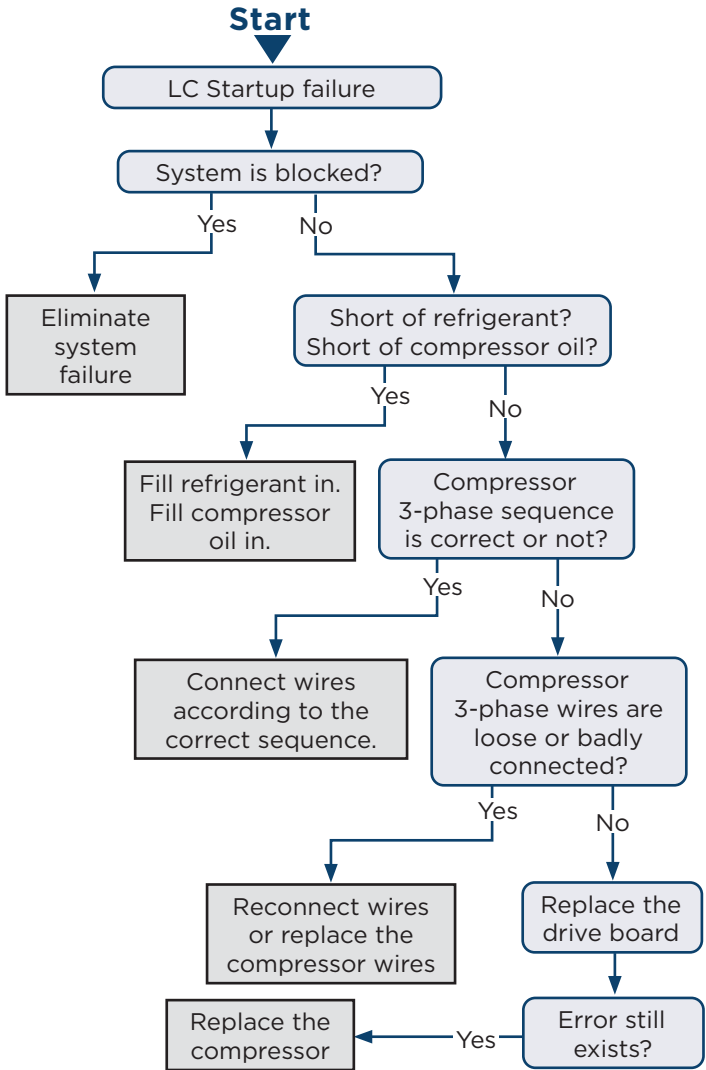 Start
LC Startup failure
System is blocked?
Yes
No
Eliminate
system
failure
Short of refrigerant?
Short of compressor oil?
Yes
No
Fill refrigerant in.
Fill compressor
oil in.
Compressor
3-phase sequence
is correct or not?
Yes
No
Connect wires
according to the
correct sequence.
Compressor
3-phase wires are
loose or badly
connected?
Yes
No
Reconnect wires
or replace the
compressor wires
Replace the
drive board
Error still
exists?
Yes
Replace the
compressor